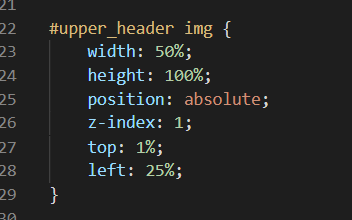 21
22 #upper_header img {
23 width: 50%;
24 height: 100%;
25 position: absolute;
26 z-index: 1;
27 top: 1%;
28 left: 25%;
29 }
30